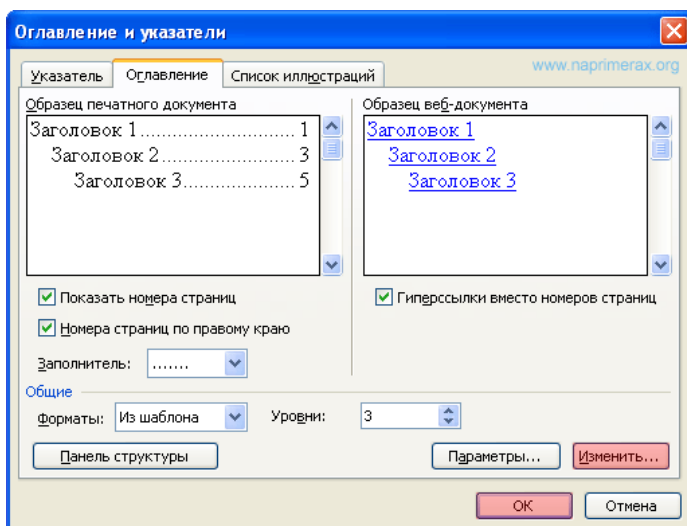 Оглавление и указатели
www.naprimerax.org
Указатель Оглавление Список иллюстраций
Образец печатного документа
Заголовок 1.......................... 1
Заголовок 2...................... 3
Заголовок 3.................. 5
Образец веб-документа
Заголовок 1
Заголовок 2
Заголовок 3
Показать номера страниц
Номера страниц по правому краю
Заполнитель: .......
Гиперссылки вместо номеров страниц
Общие
Форматы: Из шаблона Уровни: 3
Панель структуры Параметры... Изменить...
ОК Отмена